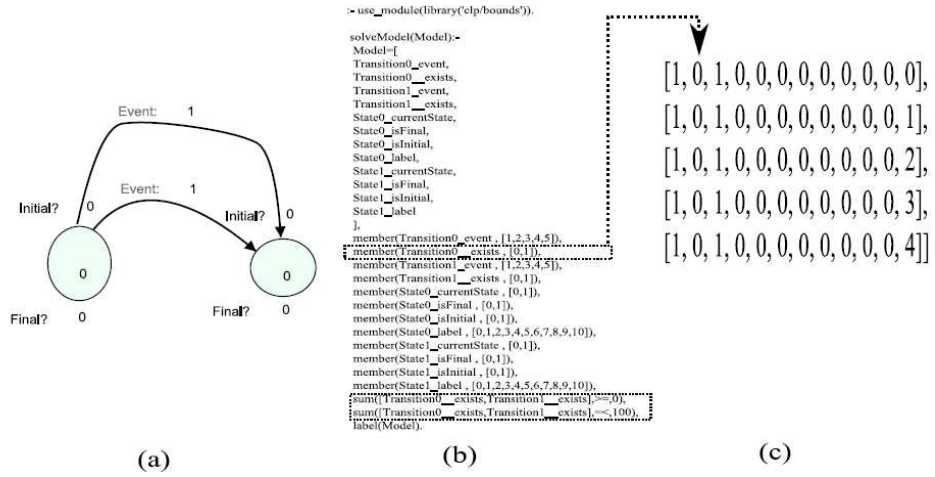 Event: 1
Event: 1
Initial? 0
Initial? 0
0
0
Final? 0
Final? 0
(a)
:- use_module(library('clp/bounds')).
solveModel(Model):-
Model=[
Transition0_event,
Transition0__exists,
Transition1_event,
Transition1__exists,
State0_currentState,
State0_isFinal,
State0_isInitial,
State0_label,
State1_currentState,
State1_isFinal,
State1_isInitial,
State1_label
],
member(Transition0_event , [1,2,3,4,5]),
member(Transition0__exists , [0,1]),
member(Transition1_event , [1,2,3,4,5]),
member(Transition1__exists , [0,1]),
member(State0_currentState , [0,1]),
member(State0_isFinal , [0,1]),
member(State0_isInitial , [0,1]),
member(State0_label , [0,1,2,3,4,5,6,7,8,9,10]),
member(State1_currentState , [0,1]),
member(State1_isFinal , [0,1]),
member(State1_isInitial , [0,1]),
member(State1_label , [0,1,2,3,4,5,6,7,8,9,10]),
sum([Transition0__exists,Transition1__exists],>=,0),
sum([Transition0__exists,Transition1__exists],=<,100),
label(Model).
(b)
[1, 0, 1, 0, 0, 0, 0, 0, 0, 0, 0, 0],
[1, 0, 1, 0, 0, 0, 0, 0, 0, 0, 0, 1],
[1, 0, 1, 0, 0, 0, 0, 0, 0, 0, 0, 2],
[1, 0, 1, 0, 0, 0, 0, 0, 0, 0, 0, 3],
[1, 0, 1, 0, 0, 0, 0, 0, 0, 0, 0, 4]]
(c)